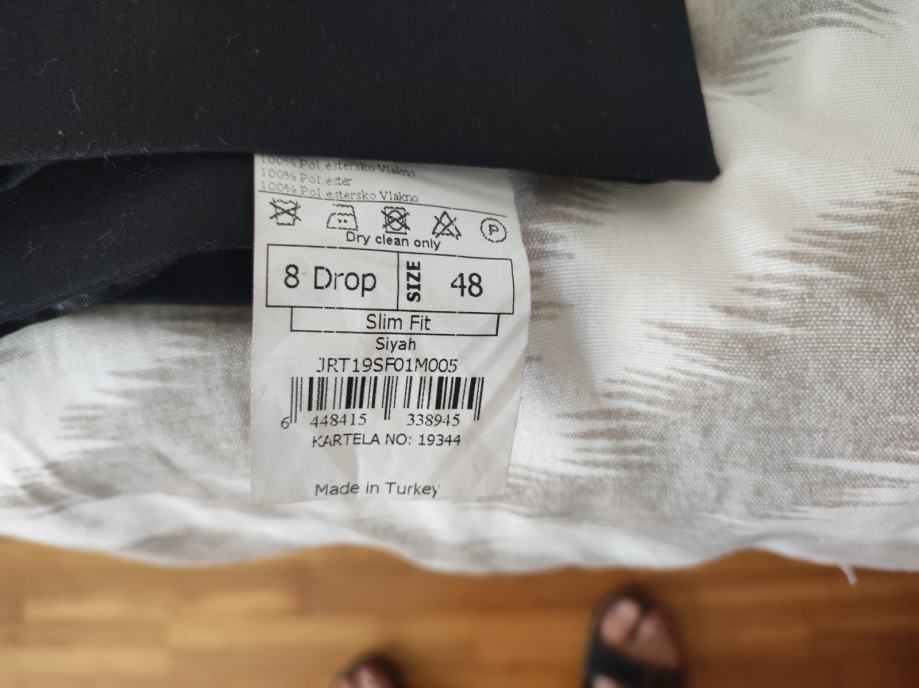 100% Poliestersko Vlakno
100% Poliester
100% Poliestersko Vlakno
P
Dry clean only
8 Drop SIZE 48
Slim Fit
Siyah
JRT19SF01M005
6 448415 338945
KARTELA NO: 19344
Made in Turkey